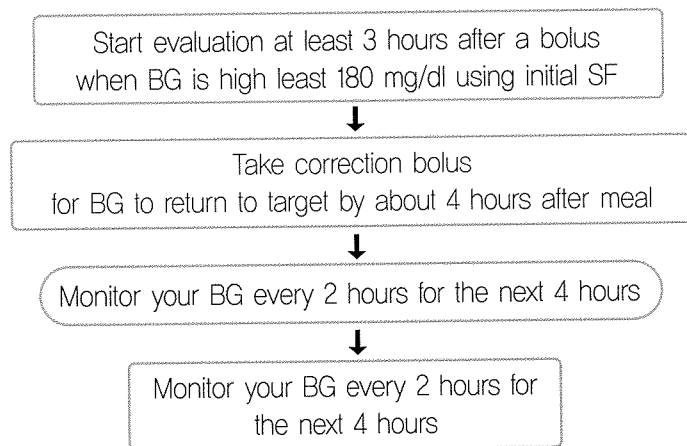 Start evaluation at least 3 hours after a bolus
when BG is high least 180 mg/dl using initial SF
Take correction bolus
for BG to return to target by about 4 hours after meal
Monitor your BG every 2 hours for the next 4 hours
Monitor your BG every 2 hours for
the next 4 hours